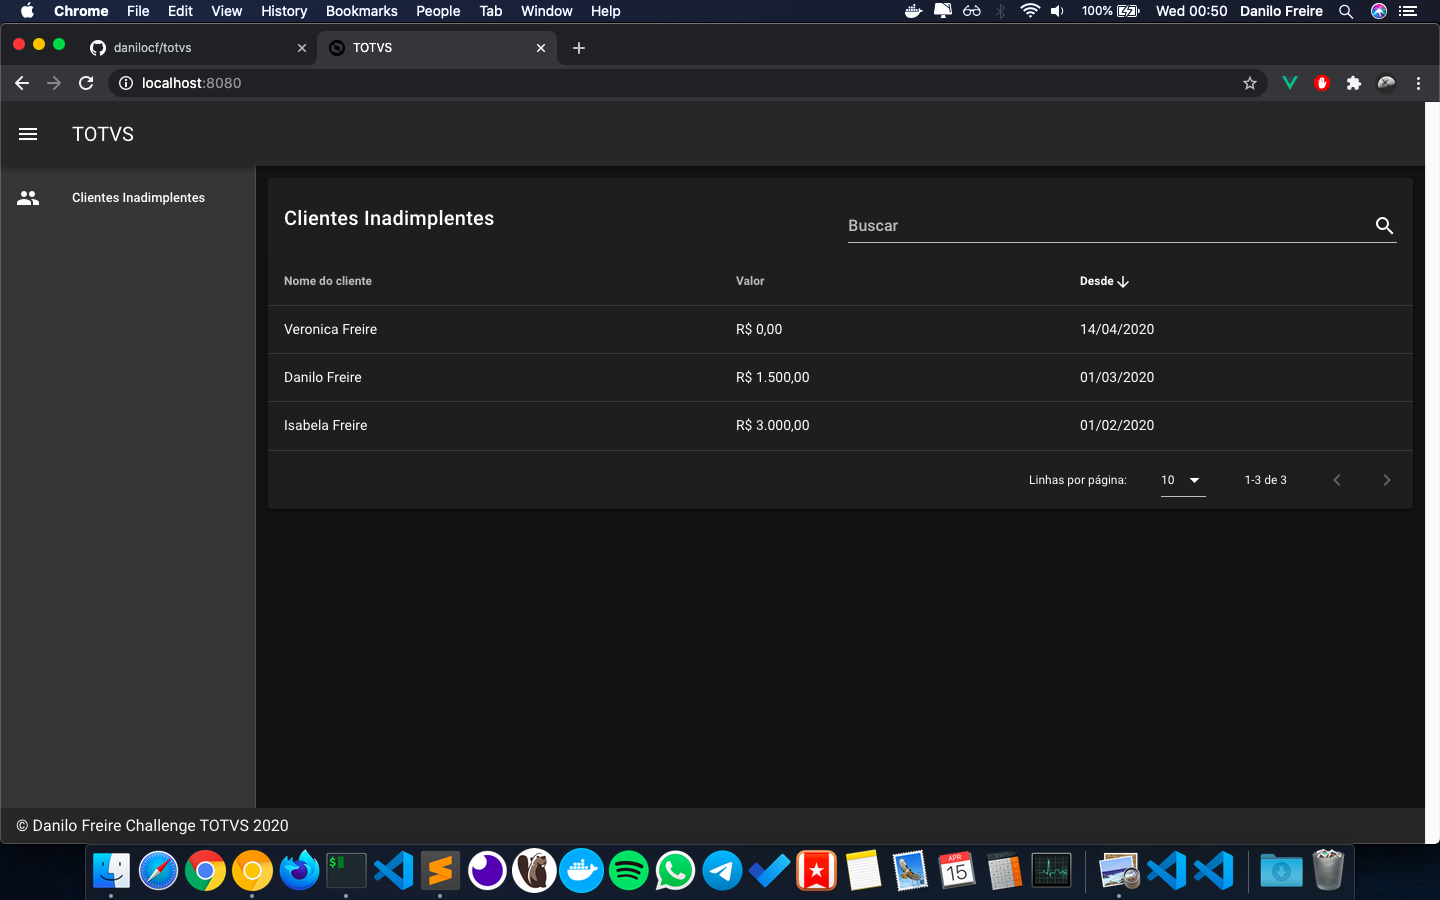 Chrome File Edit View History Bookmarks People Tab Window Help 100% Wed 00:50 Danilo Freire
danilocf/totvs TOTVS
localhost:8080
TOTVS
Clientes Inadimplentes
Clientes Inadimplentes
Buscar
Nome do cliente Valor Desde
Veronica Freire R$ 0,00 14/04/2020
Danilo Freire R$ 1.500,00 01/03/2020
Isabela Freire R$ 3.000,00 01/02/2020
Linhas por página: 10 1-3 de 3
© Danilo Freire Challenge TOTVS 2020
$
APR
15